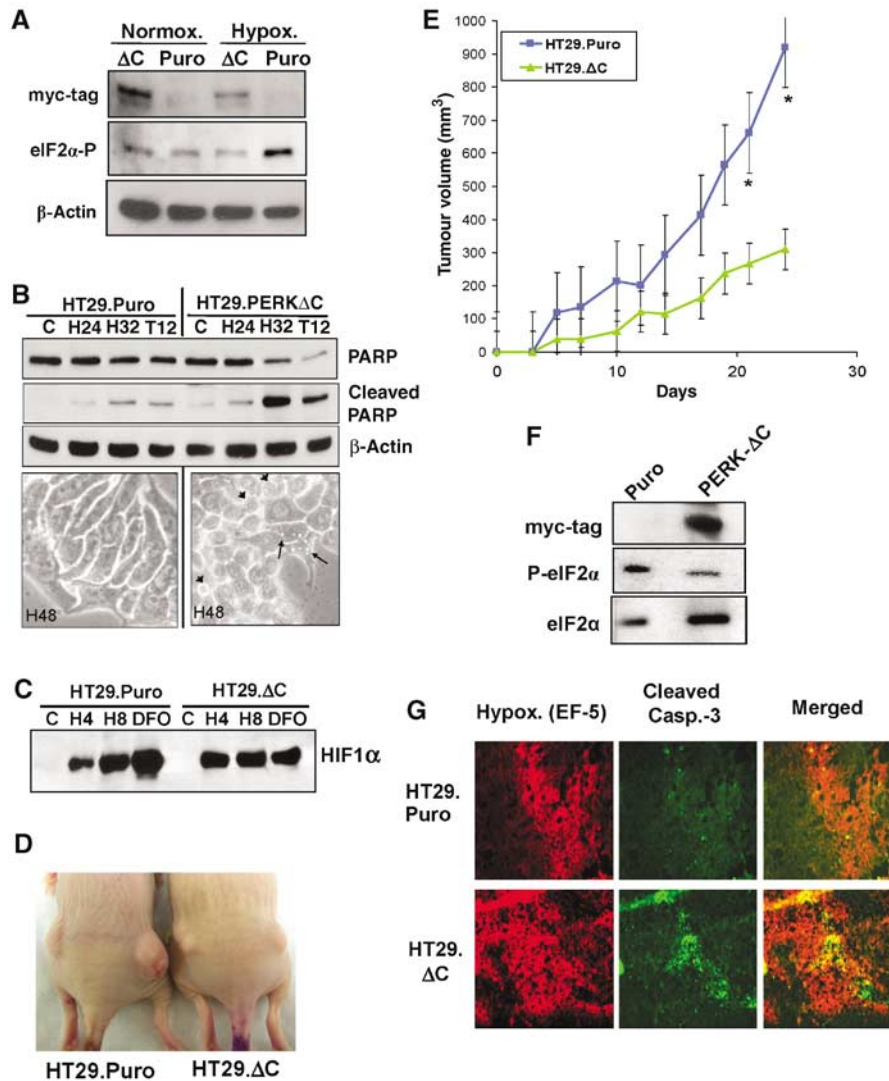 A
Normox. Hypox.
ΔC Puro ΔC Puro
myc-tag
eIF2α-P
β-Actin
B
HT29.Puro HT29.PERKΔC
C H24 H32 T12 C H24 H32 T12
PARP
Cleaved
PARP
β-Actin
H48 H48
C
HT29.Puro HT29.ΔC
C H4 H8 DFO C H4 H8 DFO
HIF1α
D
HT29.Puro HT29.ΔC
E
HT29.Puro
HT29.ΔC
Tumour volume (mm³)
1000
900
800
700
600
500
400
300
200
100
0
0 10 20 30
Days
*
*
F
Puro PERK-ΔC
myc-tag
P-eIF2α
eIF2α
G
Hypox. (EF-5) Cleaved Casp.-3 Merged
HT29.
Puro
HT29.
ΔC